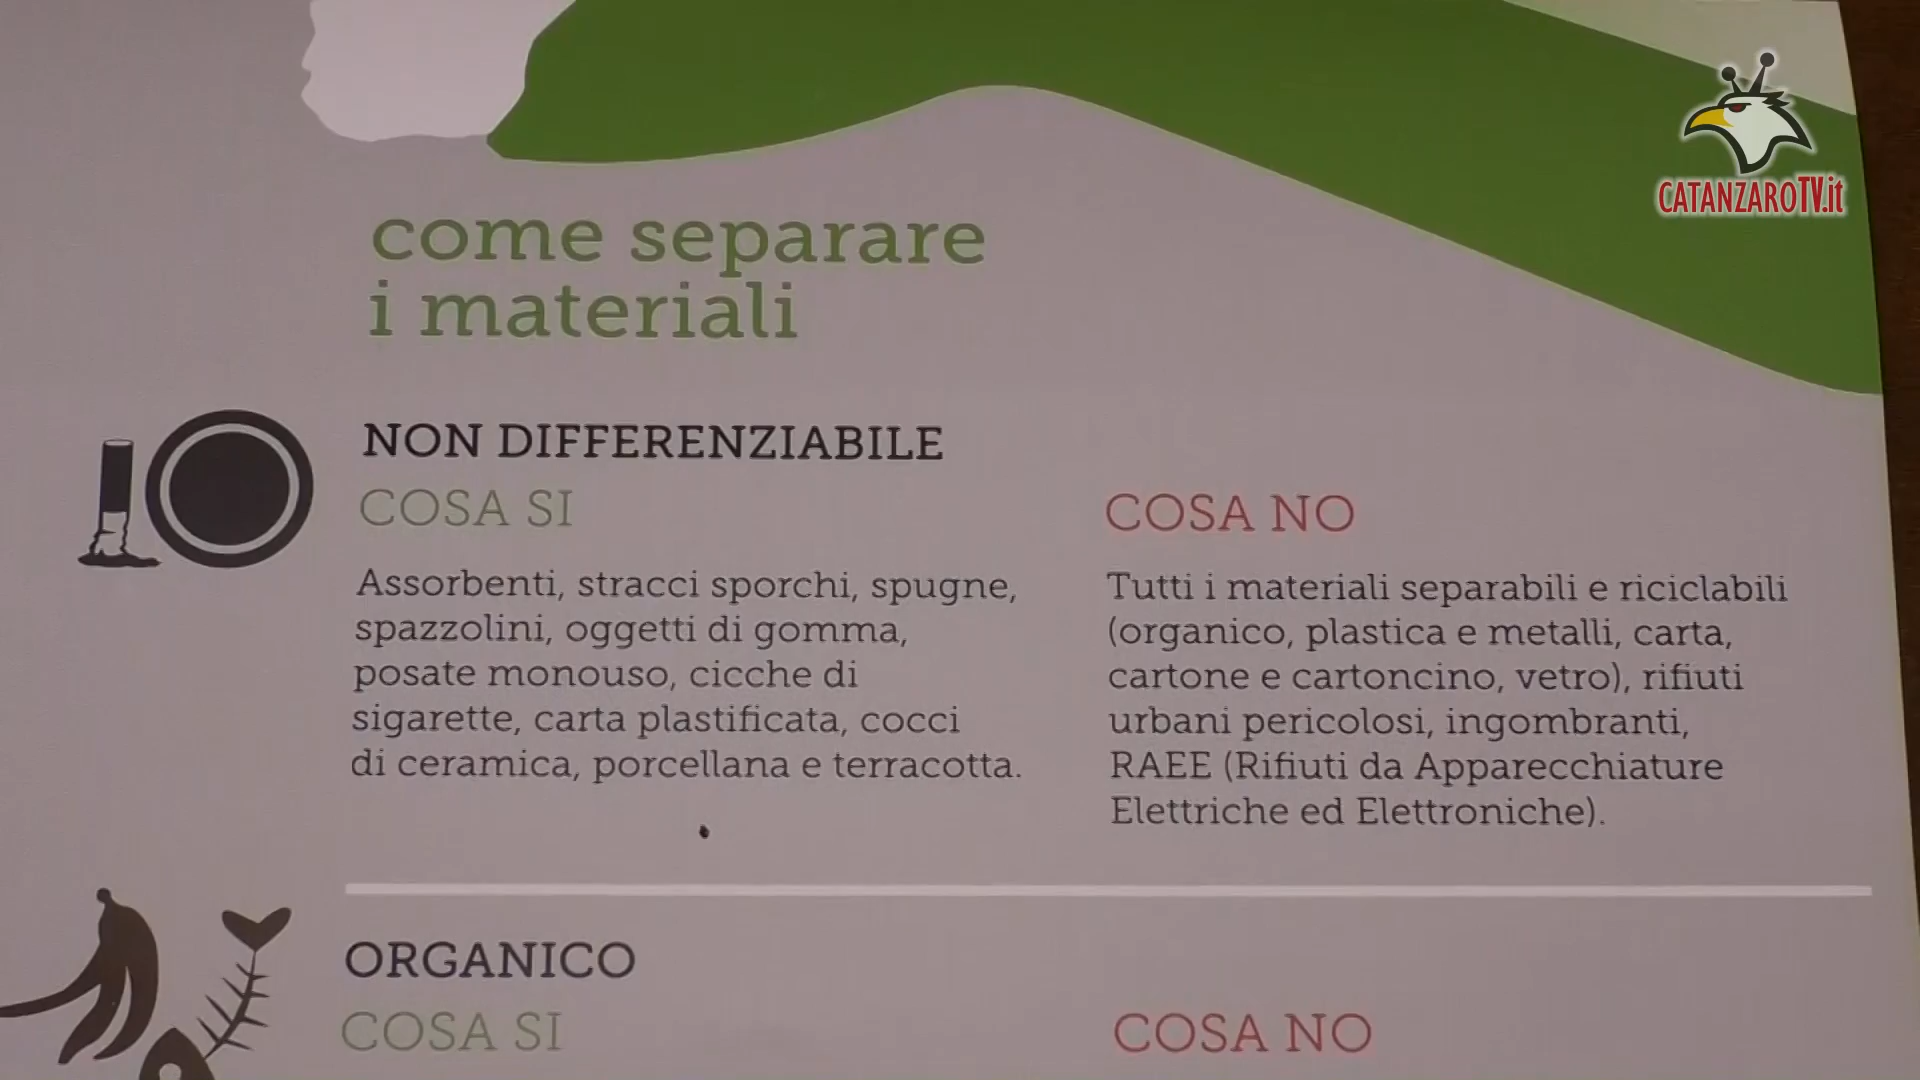 CATANZAROTV.it
come separare
i materiali
NON DIFFERENZIABILE
COSA SI
Assorbenti, stracci sporchi, spugne,
spazzolini, oggetti di gomma,
posate monouso, cicche di
sigarette, carta plastificata, cocci
di ceramica, porcellana e terracotta.
COSA NO
Tutti i materiali separabili e riciclabili
(organico, plastica e metalli, carta,
cartone e cartoncino, vetro), rifiuti
urbani pericolosi, ingombranti,
RAEE (Rifiuti da Apparecchiature
Elettriche ed Elettroniche).
ORGANICO
COSA SI
COSA NO